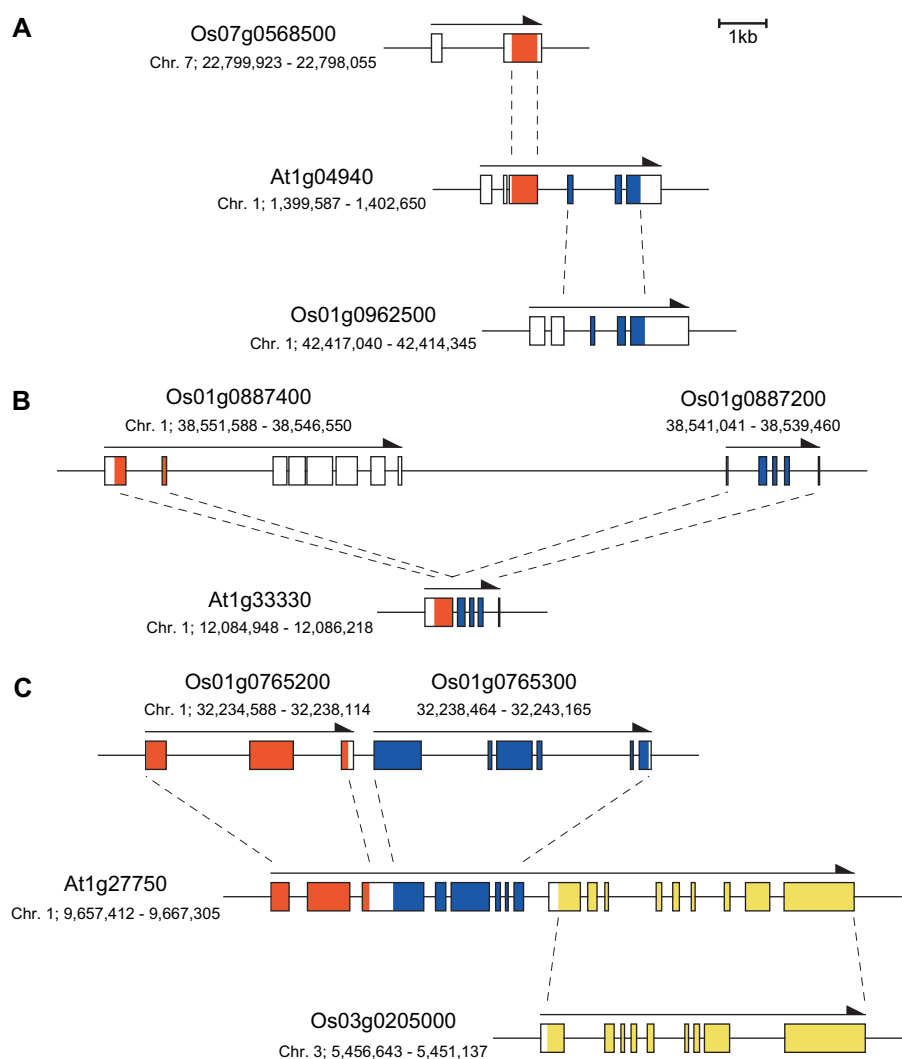 A
Os07g0568500
Chr. 7; 22,799,923 - 22,798,055
1kb
At1g04940
Chr. 1; 1,399,587 - 1,402,650
Os01g0962500
Chr. 1; 42,417,040 - 42,414,345
B
Os01g0887400
Chr. 1; 38,551,588 - 38,546,550
Os01g0887200
38,541,041 - 38,539,460
At1g33330
Chr. 1; 12,084,948 - 12,086,218
C
Os01g0765200
Chr. 1; 32,234,588 - 32,238,114
Os01g0765300
32,238,464 - 32,243,165
At1g27750
Chr. 1; 9,657,412 - 9,667,305
Os03g0205000
Chr. 3; 5,456,643 - 5,451,137